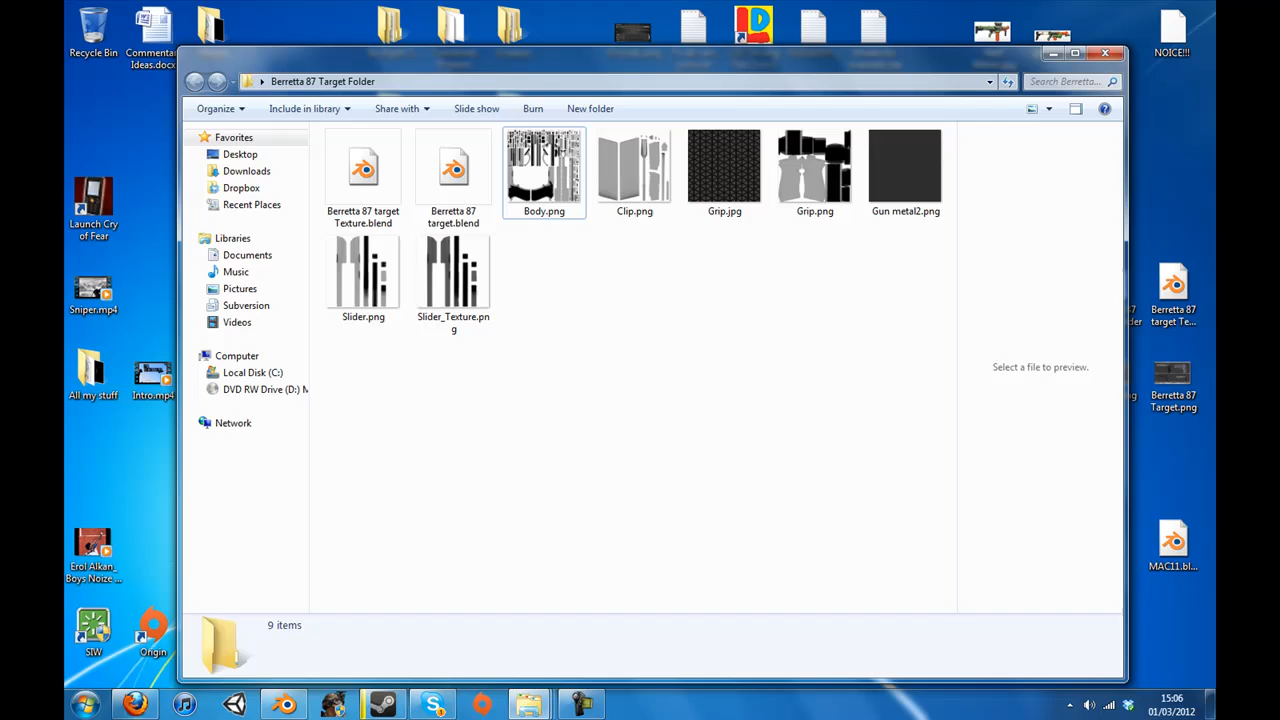 Recycle Bin
Commentar
Ideas.docx
NOICE!!!
Berretta 87 Target Folder
Search Berretta...
Organize
Include in library
Share with
Slide show
Burn
New folder
Favorites
Desktop
Downloads
Dropbox
Recent Places
Libraries
Documents
Music
Pictures
Subversion
Videos
Computer
Local Disk (C:)
DVD RW Drive (D:) M
Network
Berretta 87 target
Texture.blend
Berretta 87
target.blend
Body.png
Clip.png
Grip.jpg
Grip.png
Gun metal2.png
Slider.png
Slider_Texture.pn
g
Select a file to preview.
9 items
Launch Cry
of Fear
Sniper.mp4
All my stuff
Intro.mp4
Erol Alkan_
Boys Noize ...
SIW
Origin
Berretta 87
target Te...
Berretta 87
Target.png
MAC11.bl...
15:06
01/03/2012